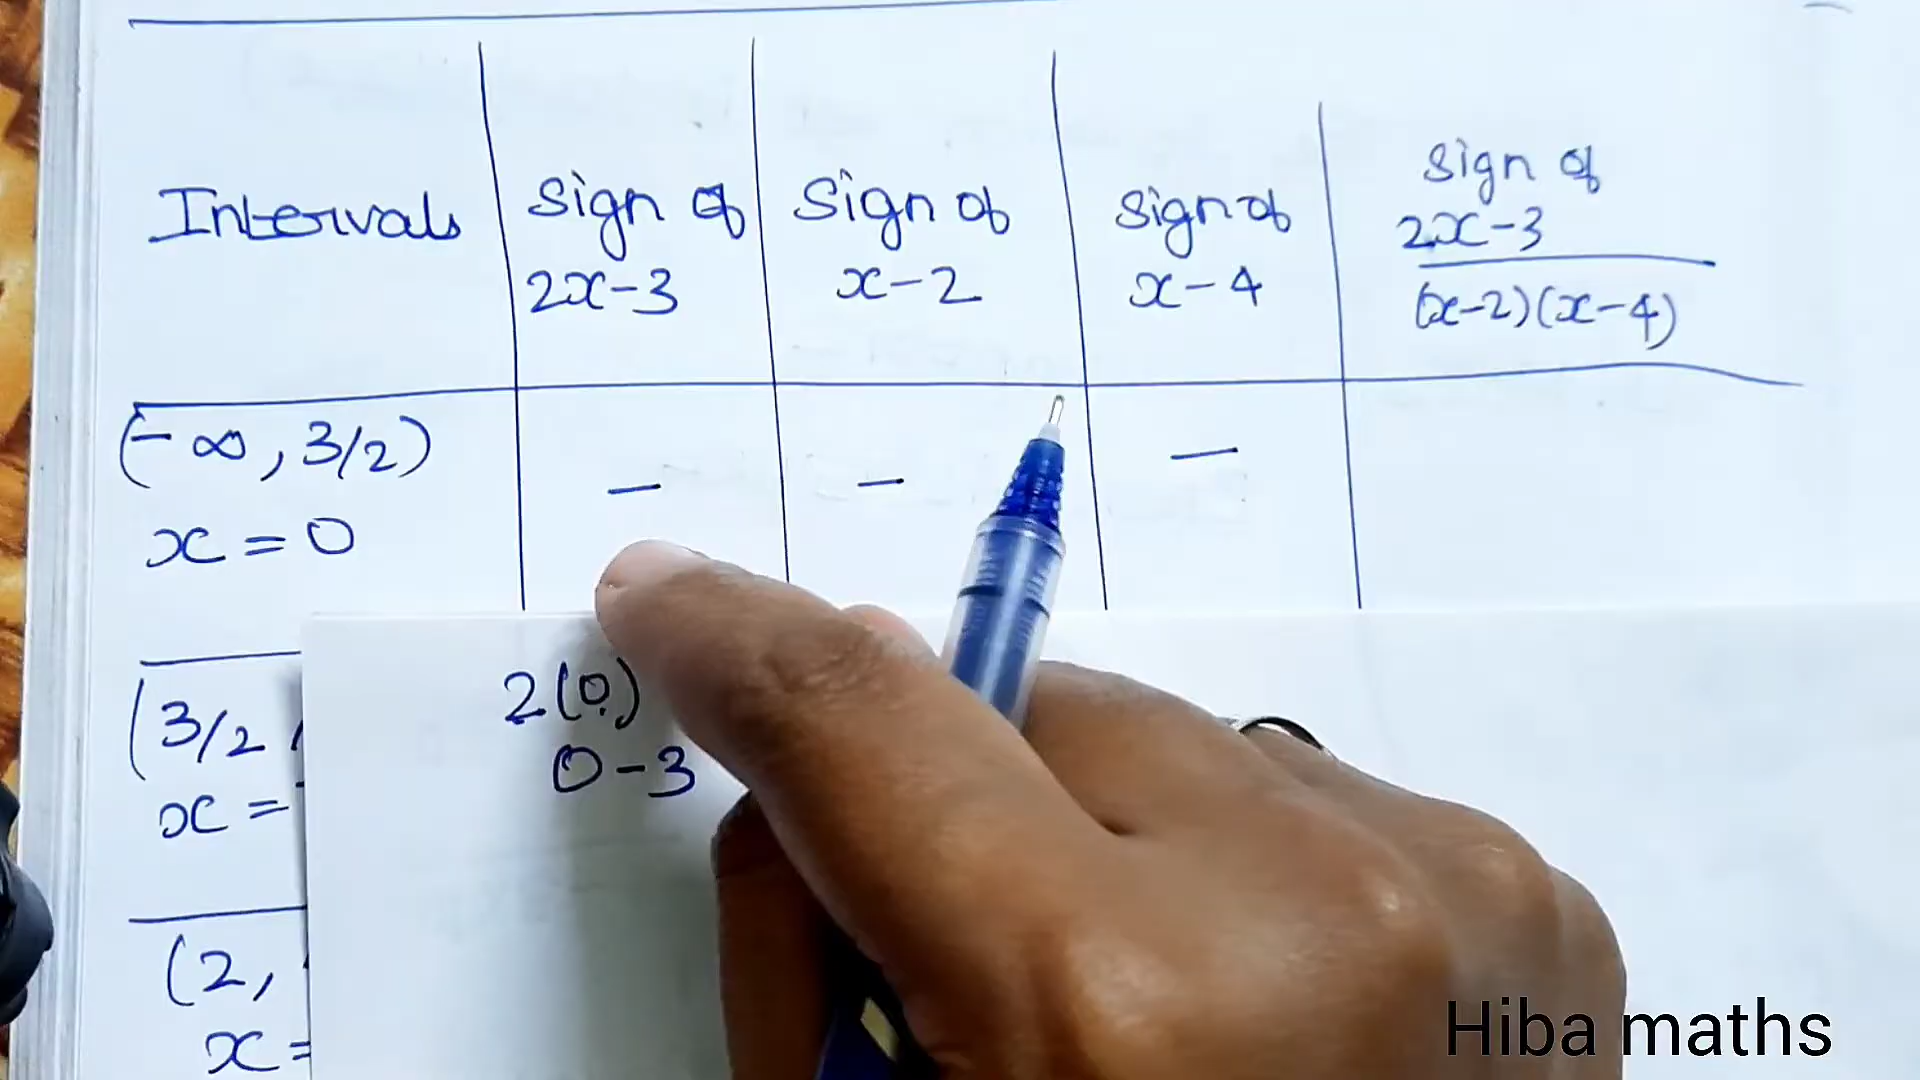 Intervals
Sign of
2x-3
Sign of
x-2
Sign of
x-4
Sign of
2x-3
(x-2)(x-4)
(-∞, 3/2)
x=0
-
-
-
(3/2
x=
(2,
x=
2(0)
0-3
Hiba maths